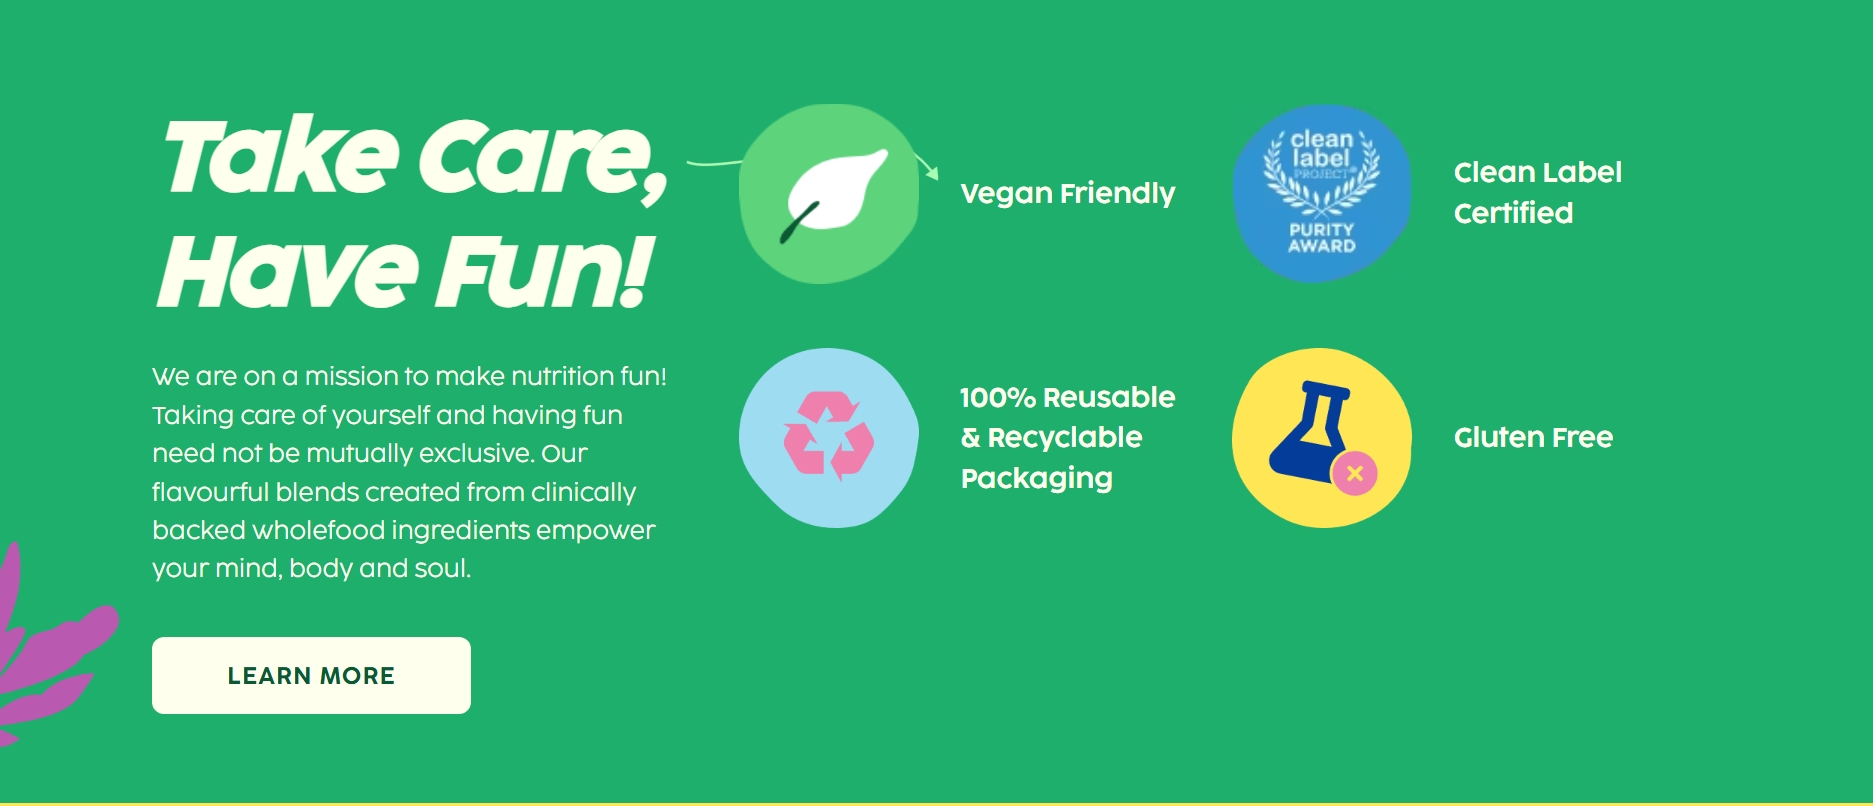 Take Care,
Have Fun!
We are on a mission to make nutrition fun!
Taking care of yourself and having fun
need not be mutually exclusive. Our
flavourful blends created from clinically
backed wholefood ingredients empower
your mind, body and soul.
LEARN MORE
Vegan Friendly
clean
label
PROJECT®
PURITY
AWARD
Clean Label
Certified
100% Reusable
& Recyclable
Packaging
Gluten Free